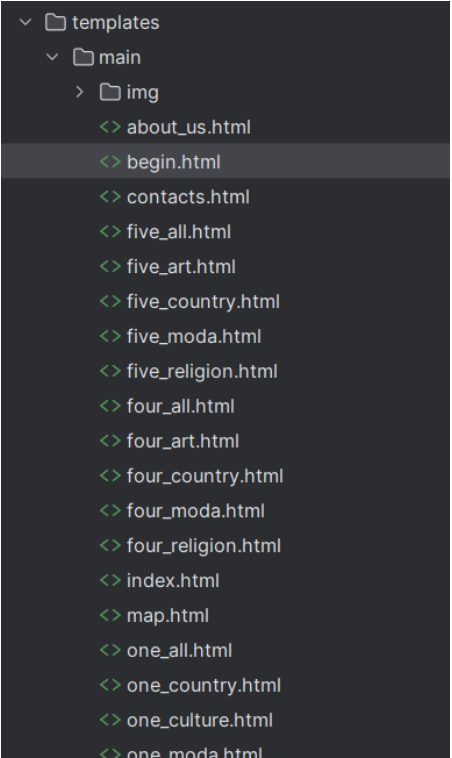 templates
main
img
about_us.html
begin.html
contacts.html
five_all.html
five_art.html
five_country.html
five_moda.html
five_religion.html
four_all.html
four_art.html
four_country.html
four_moda.html
four_religion.html
index.html
map.html
one_all.html
one_country.html
one_culture.html
one_moda.html